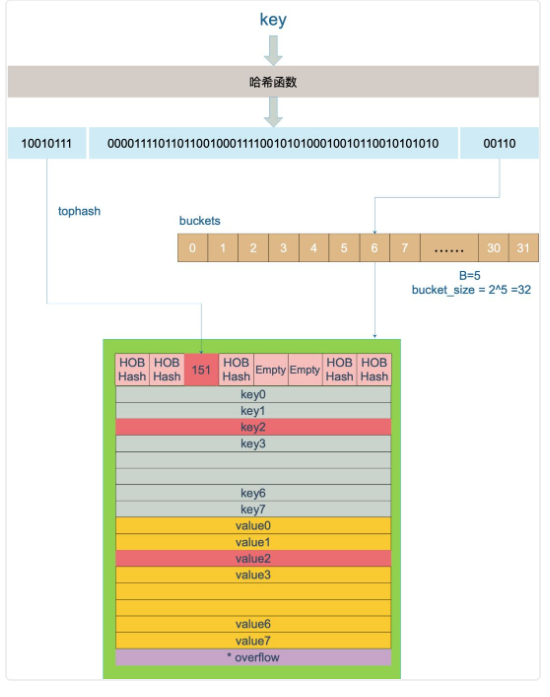 key
哈希函数
10010111 00001111011011001000111100101010001001011001010101010 00110
tophash
buckets
0 1 2 3 4 5 6 7 ...... 30 31
B=5
bucket_size = 2^5 =32
HOB Hash HOB Hash 151 HOB Hash Empty Empty HOB Hash HOB Hash
key0
key1
key2
key3
key6
key7
value0
value1
value2
value3
value6
value7
* overflow